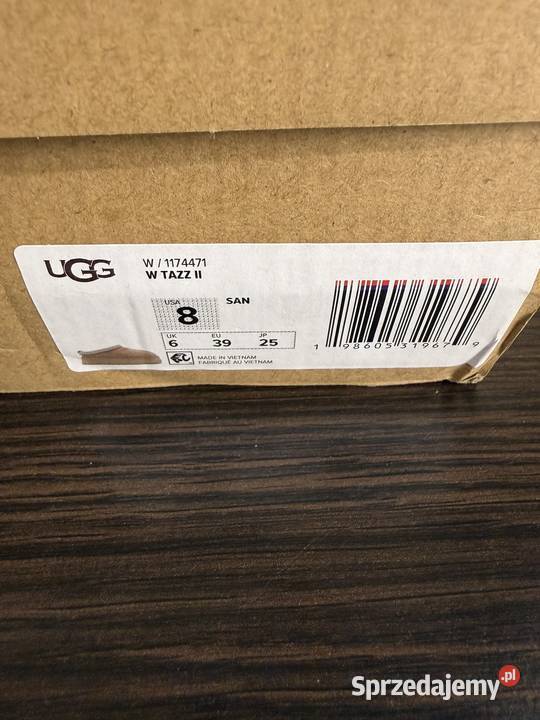 UGG
W / 1174471
W TAZZ II
USA
8
SAN
UK EU JP
6 39 25
MADE IN VIETNAM
FABRIQUÉ AU VIETNAM
1 98605 31967 9
Sprzedajemy.pl